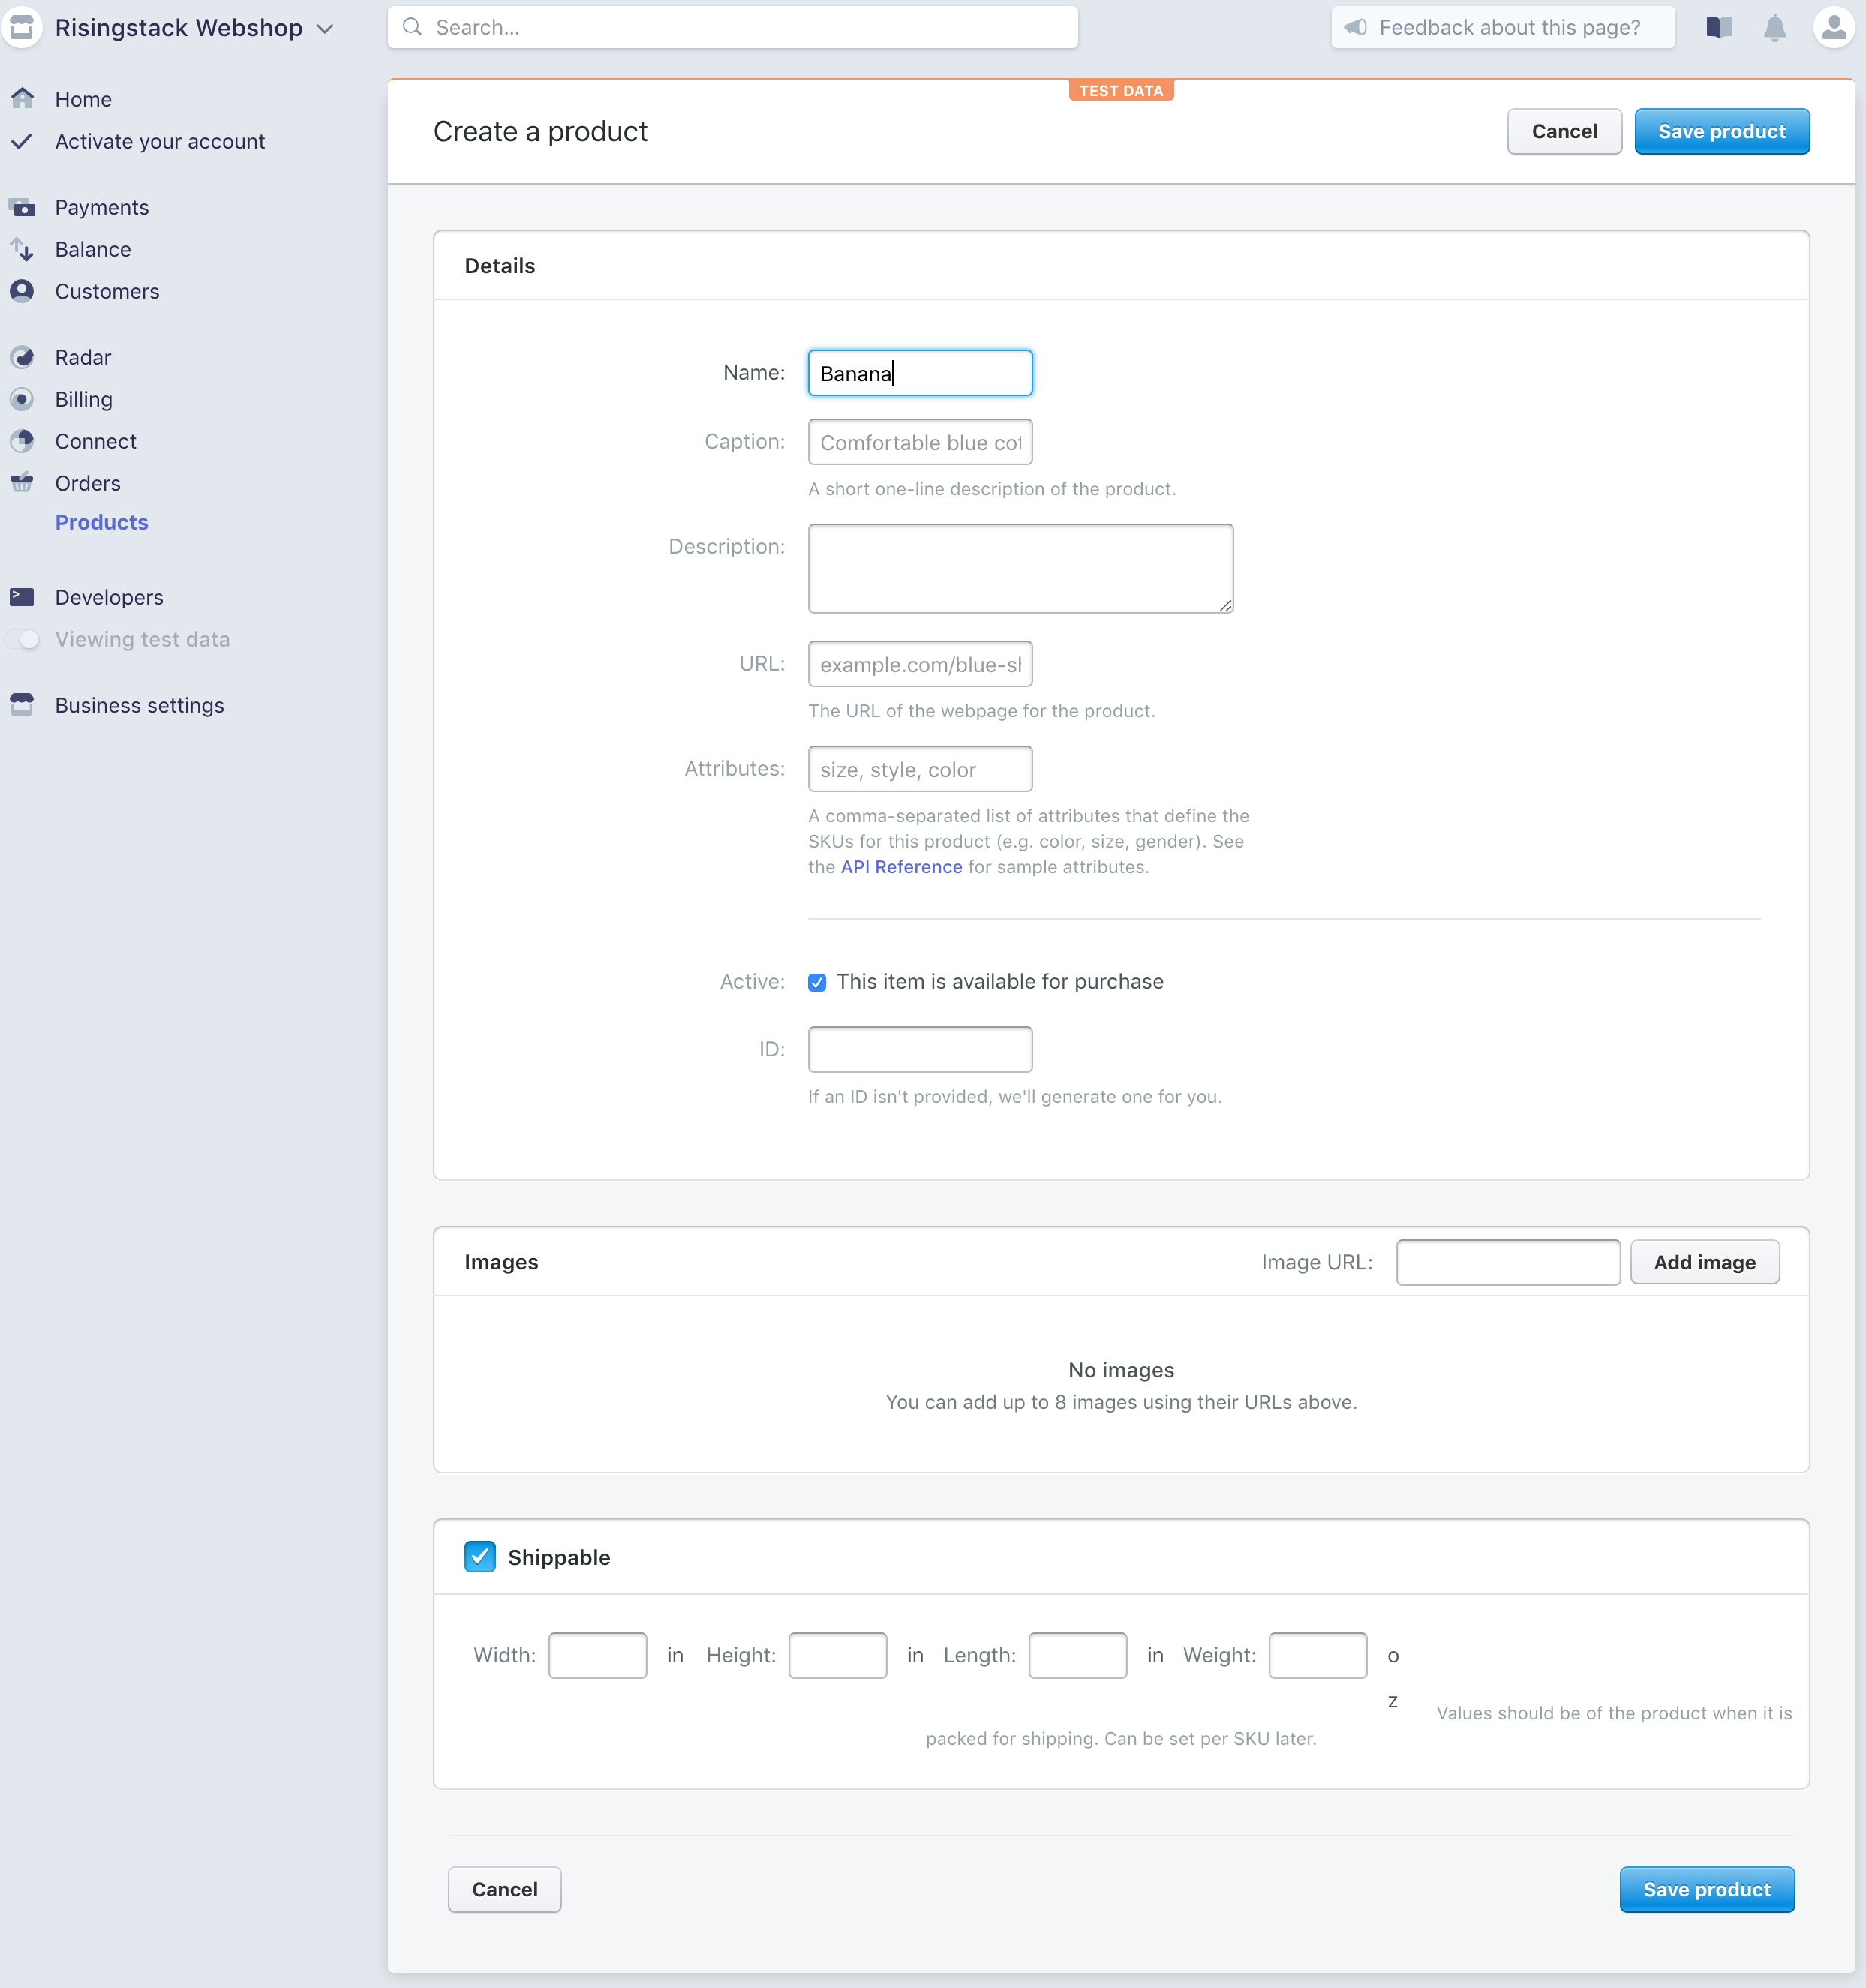 Risingstack Webshop
Search...
Feedback about this page?
Home
Activate your account
Payments
Balance
Customers
Radar
Billing
Connect
Orders
Products
Developers
Viewing test data
Business settings
TEST DATA
Create a product
Cancel
Save product
Details
Name: Banana
Caption: Comfortable blue cot
A short one-line description of the product.
Description:
URL: example.com/blue-sl
The URL of the webpage for the product.
Attributes: size, style, color
A comma-separated list of attributes that define the
SKUs for this product (e.g. color, size, gender). See
the API Reference for sample attributes.
Active: This item is available for purchase
ID:
If an ID isn't provided, we'll generate one for you.
Images
Image URL:
Add image
No images
You can add up to 8 images using their URLs above.
Shippable
Width: in Height: in Length: in Weight: o
z
Values should be of the product when it is
packed for shipping. Can be set per SKU later.
Cancel
Save product